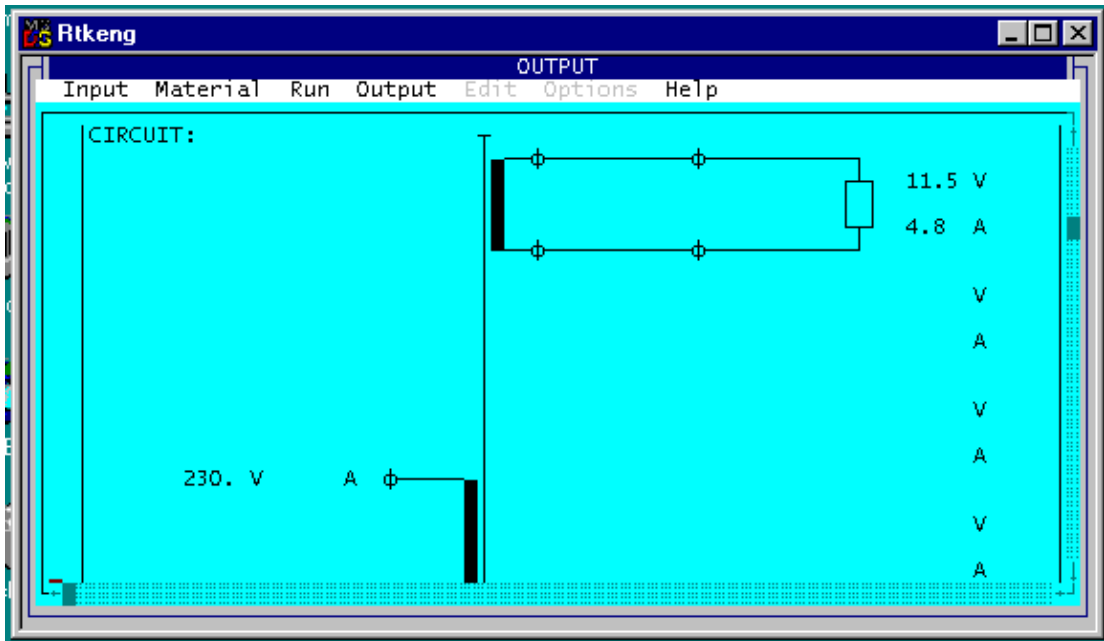 Rtkeng
OUTPUT
Input Material Run Output Edit Options Help
CIRCUIT:
11.5 V
4.8 A
V
A
V
A
230. V A
V
A